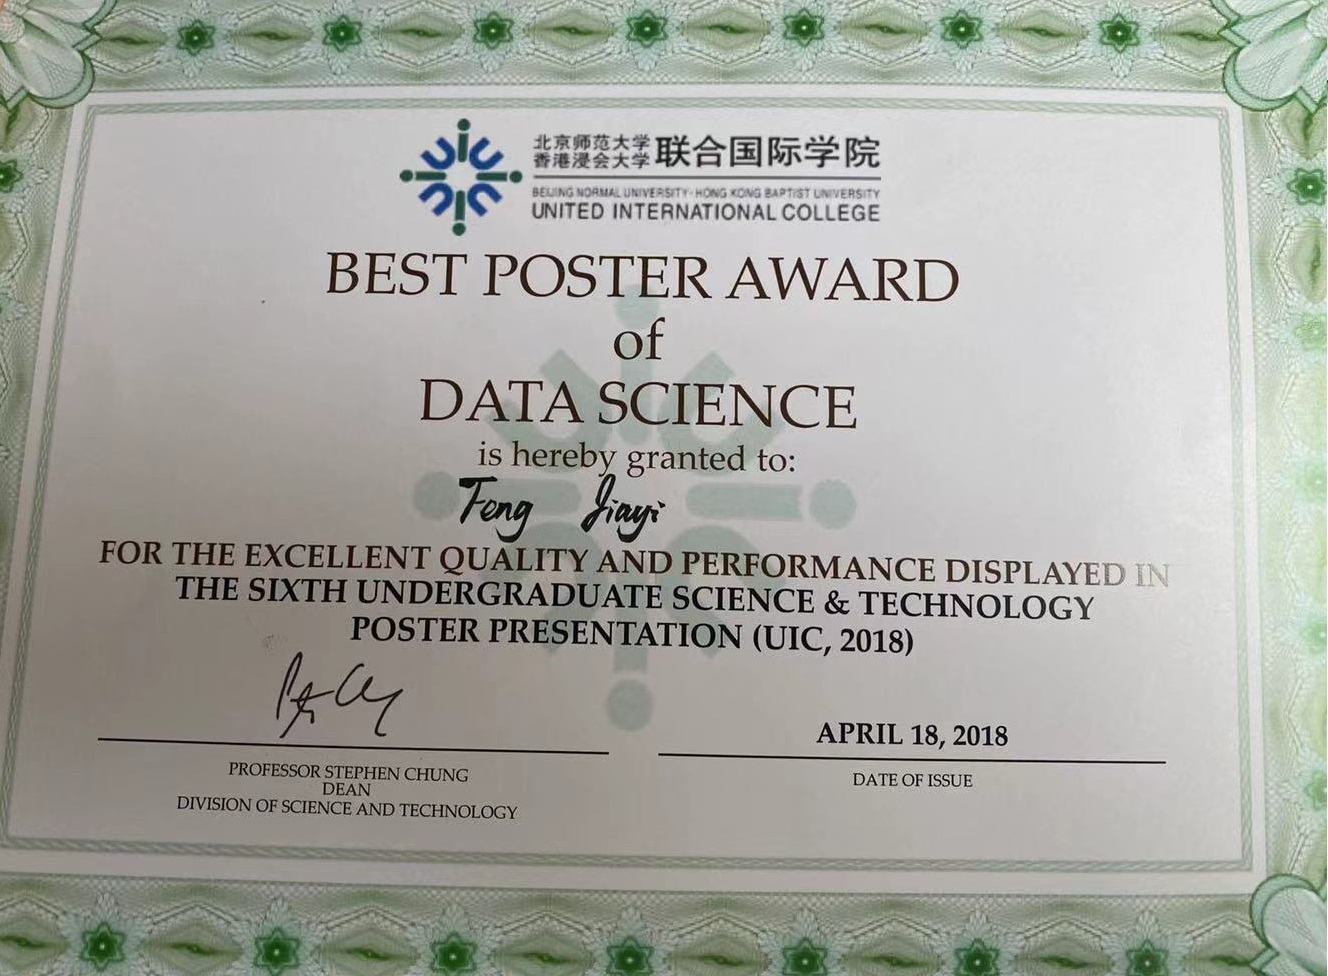 北京师范大学
香港浸会大学
联合国际学院
BEIJING NORMAL UNIVERSITY· HONG KONG BAPTIST UNIVERSITY
UNITED INTERNATIONAL COLLEGE
BEST POSTER AWARD
of
DATA SCIENCE
is hereby granted to:
Feng Jiayi
FOR THE EXCELLENT QUALITY AND PERFORMANCE DISPLAYED IN
THE SIXTH UNDERGRADUATE SCIENCE & TECHNOLOGY
POSTER PRESENTATION (UIC, 2018)
APRIL 18, 2018
PROFESSOR STEPHEN CHUNG
DEAN
DIVISION OF SCIENCE AND TECHNOLOGY
DATE OF ISSUE